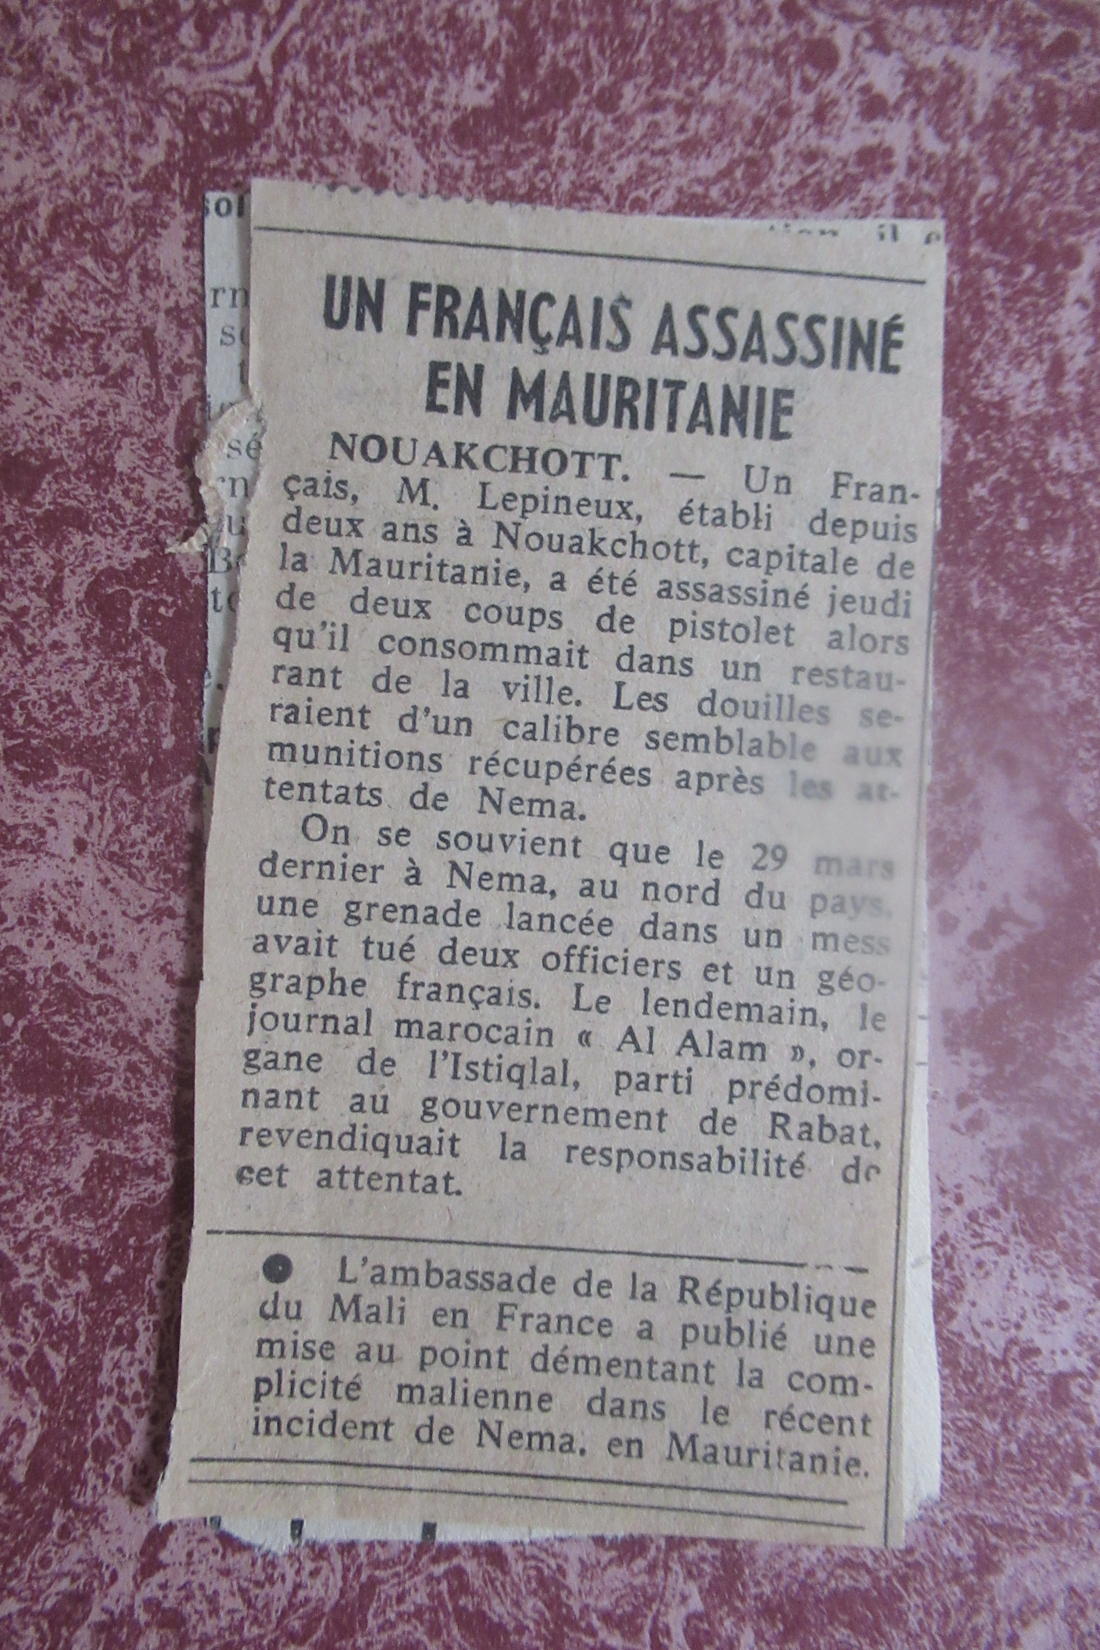 sol
tion il e
UN FRANÇAIS ASSASSINÉ
EN MAURITANIE
NOUAKCHOTT. — Un Fran-
çais, M. Lepineux, établi depuis
deux ans à Nouakchott, capitale de
la Mauritanie, a été assassiné jeudi
de deux coups de pistolet alors
qu'il consommait dans un restau-
rant de la ville. Les douilles se-
raient d'un calibre semblable aux
munitions récupérées après les at-
tentats de Nema.
On se souvient que le 29 mars
dernier à Nema, au nord du pays,
une grenade lancée dans un mess
avait tué deux officiers et un géo-
graphe français. Le lendemain, le
journal marocain « Al Alam », or-
gane de l'Istiqlal, parti prédomi-
nant au gouvernement de Rabat,
revendiquait la responsabilité de
cet attentat.
● L'ambassade de la République
du Mali en France a publié une
mise au point démentant la com-
plicité malienne dans le récent
incident de Nema. en Mauritanie.